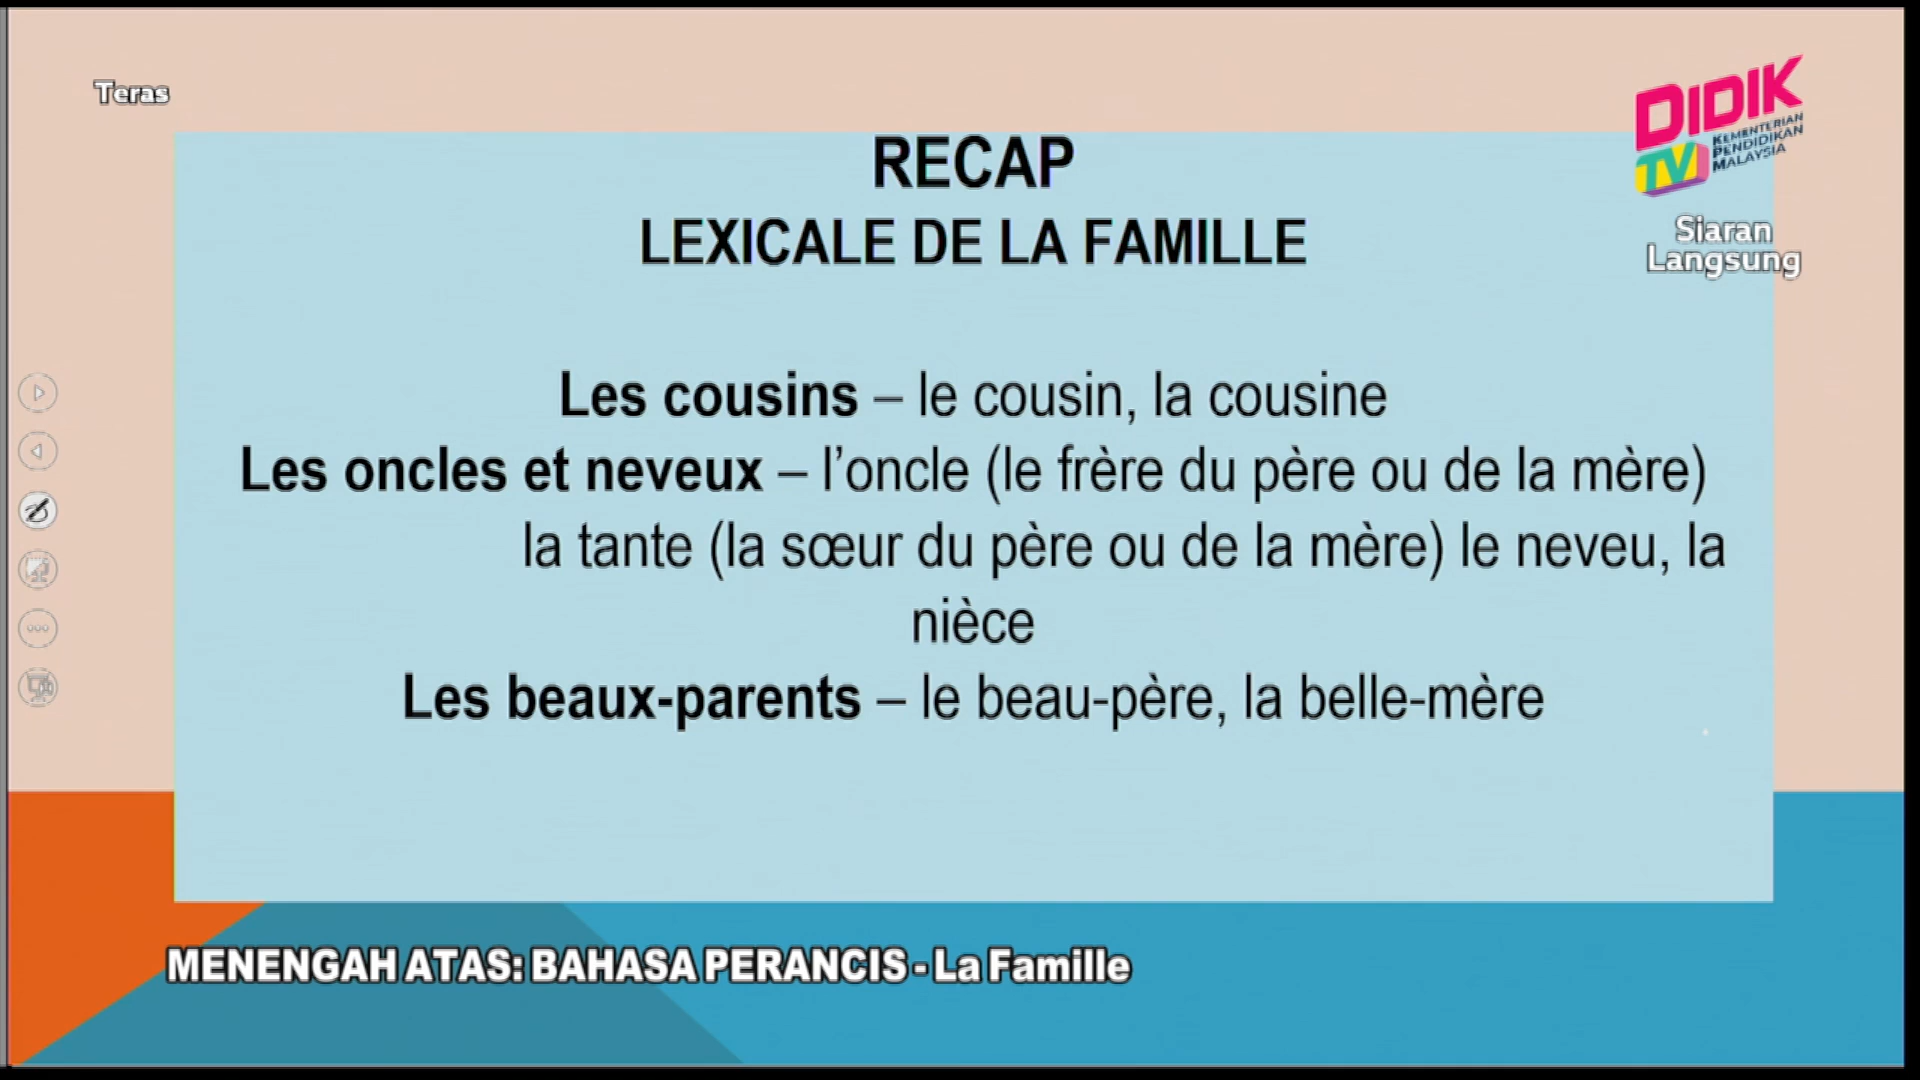 Teras
DIDIK
TV
KEMENTERIAN
PENDIDIKAN
MALAYSIA
Siaran
Langsung
RECAP
LEXICALE DE LA FAMILLE
Les cousins – le cousin, la cousine
Les oncles et neveux – l’oncle (le frère du père ou de la mère)
la tante (la sœur du père ou de la mère) le neveu, la
nièce
Les beaux-parents – le beau-père, la belle-mère
MENENGAH ATAS: BAHASA PERANCIS - La Famille